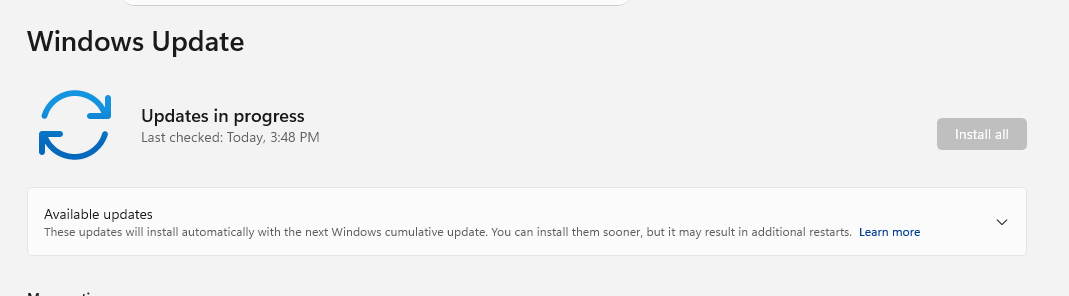 Windows Update
Updates in progress
Last checked: Today, 3:48 PM
Install all
Available updates
These updates will install automatically with the next Windows cumulative update. You can install them sooner, but it may result in additional restarts. Learn more